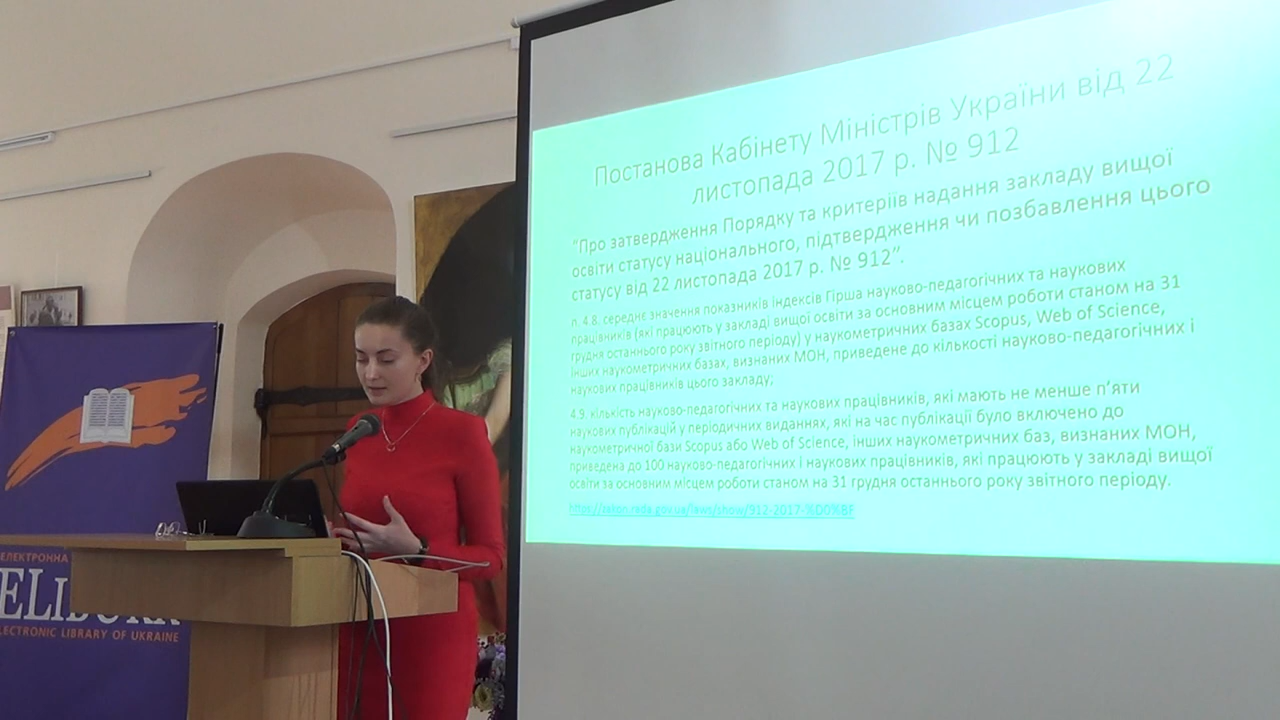 Постанова Кабінету Міністрів України від 22
листопада 2017 р. № 912
"Про затвердження Порядку та критеріїв надання закладу вищої
освіти статусу національного, підтвердження чи позбавлення цього
статусу від 22 листопада 2017 р. № 912".
п. 4.8. середнє значення показників індексів Гірша науково-педагогічних та наукових
працівників (які працюють у закладі вищої освіти за основним місцем роботи станом на 31
грудня останнього року звітного періоду) у наукометричних базах Scopus, Web of Science,
інших наукометричних базах, визнаних МОН, приведене до кількості науково-педагогічних і
наукових працівників цього закладу;
4.9. кількість науково-педагогічних та наукових працівників, які мають не менше п'яти
наукових публікацій у періодичних виданнях, які на час публікації було включено до
наукометричної бази Scopus або Web of Science, інших наукометричних баз, визнаних МОН,
приведена до 100 науково-педагогічних і наукових працівників, які працюють у закладі вищої
освіти за основним місцем роботи станом на 31 грудня останнього року звітного періоду.
https://zakon.rada.gov.ua/laws/show/912-2017-%D0%BF
ЕЛЕКТРОННА
ELECTRONIC LIBRARY OF UKRAINE